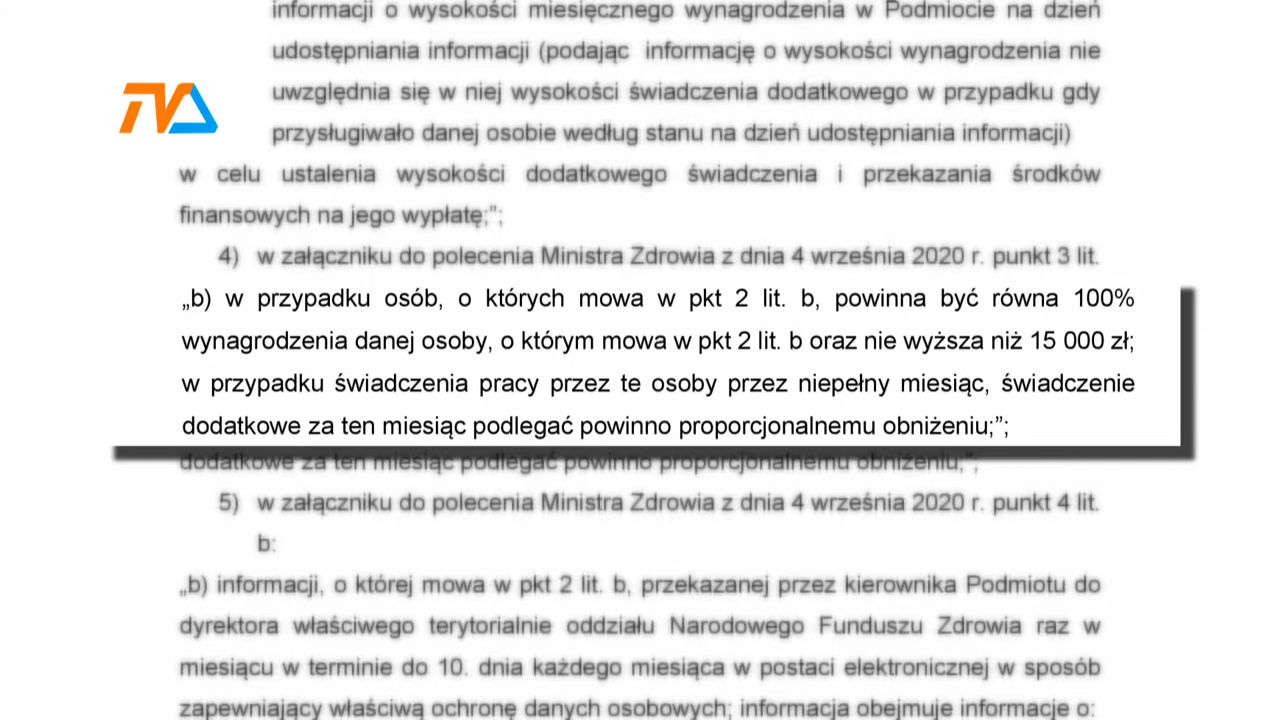 informacji o wysokości miesięcznego wynagrodzenia w Podmiocie na dzień
udostępniania informacji (podając informację o wysokości wynagrodzenia nie
uwzględnia się w niej wysokości świadczenia dodatkowego w przypadku gdy
TVA
przysługiwało danej osobie według stanu na dzień udostępniania informacji)
w celu ustalenia wysokości dodatkowego świadczenia i przekazania środków
finansowych na jego wypłatę;”;
4) w załączniku do polecenia Ministra Zdrowia z dnia 4 września 2020 r. punkt 3 lit.
„b) w przypadku osób, o których mowa w pkt 2 lit. b, powinna być równa 100%
wynagrodzenia danej osoby, o którym mowa w pkt 2 lit. b oraz nie wyższa niż 15 000 zł;
w przypadku świadczenia pracy przez te osoby przez niepełny miesiąc, świadczenie
dodatkowe za ten miesiąc podlegać powinno proporcjonalnemu obniżeniu;”;
dodatkowe za ten miesiąc podlegać powinno proporcjonalnemu obniżeniu;”;
5) w załączniku do polecenia Ministra Zdrowia z dnia 4 września 2020 r. punkt 4 lit.
b:
„b) informacji, o której mowa w pkt 2 lit. b, przekazanej przez kierownika Podmiotu do
dyrektora właściwego terytorialnie oddziału Narodowego Funduszu Zdrowia raz w
miesiącu w terminie do 10. dnia każdego miesiąca w postaci elektronicznej w sposób
zapewniający właściwą ochronę danych osobowych; informacja obejmuje informacje o: